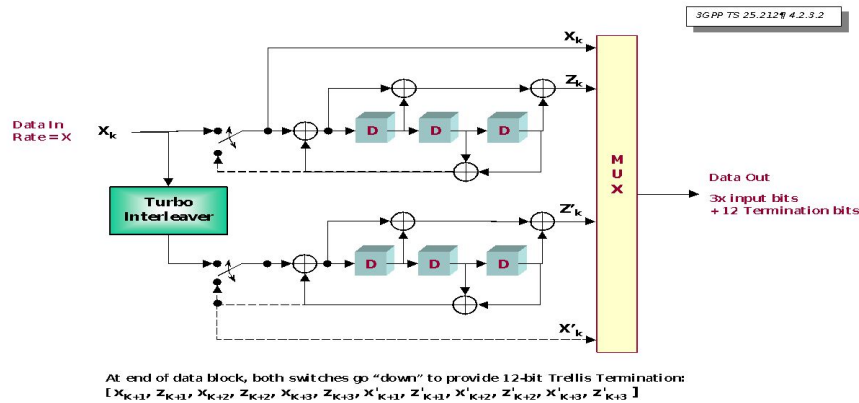 3GPP TS 25.212¶ 4.2.3.2
Xk
Zk
Data In
Rate = X
Xk
D D D
M
U
X
Data Out
3x input bits
+ 12 Termination bits
Turbo
Interleaver
Z'k
D D D
X'k
At end of data block, both switches go “down” to provide 12-bit Trellis Termination:
[ XK+1, ZK+1, XK+2, ZK+2, XK+3, ZK+3, X'K+1, Z'K+1, X'K+2, Z'K+2, X'K+3, Z'K+3 ]